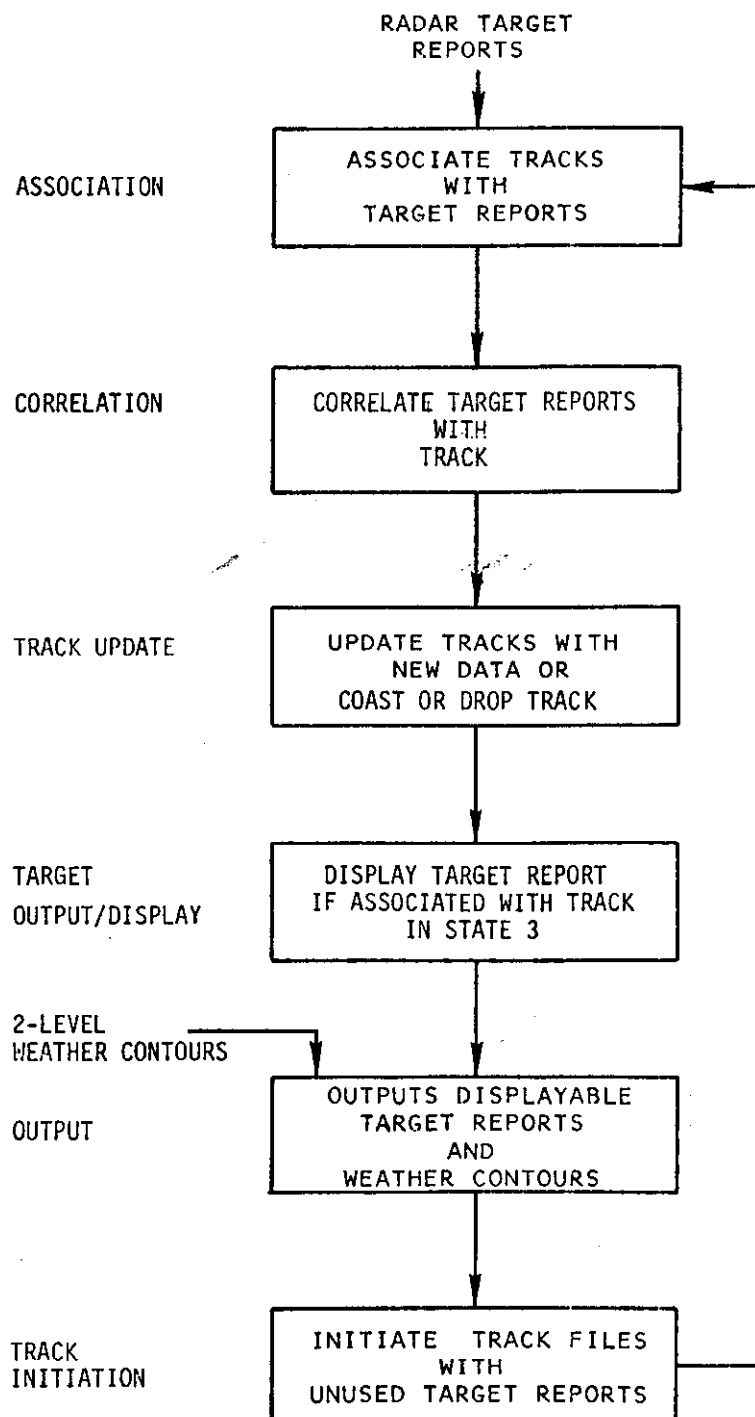 RADAR TARGET
REPORTS
ASSOCIATION
ASSOCIATE TRACKS
WITH
TARGET REPORTS
CORRELATION
CORRELATE TARGET REPORTS
WITH
TRACK
TRACK UPDATE
UPDATE TRACKS WITH
NEW DATA OR
COAST OR DROP TRACK
TARGET
OUTPUT/DISPLAY
DISPLAY TARGET REPORT
IF ASSOCIATED WITH TRACK
IN STATE 3
2-LEVEL
WEATHER CONTOURS
OUTPUT
OUTPUTS DISPLAYABLE
TARGET REPORTS
AND
WEATHER CONTOURS
TRACK
INITIATION
INITIATE TRACK FILES
WITH
UNUSED TARGET REPORTS